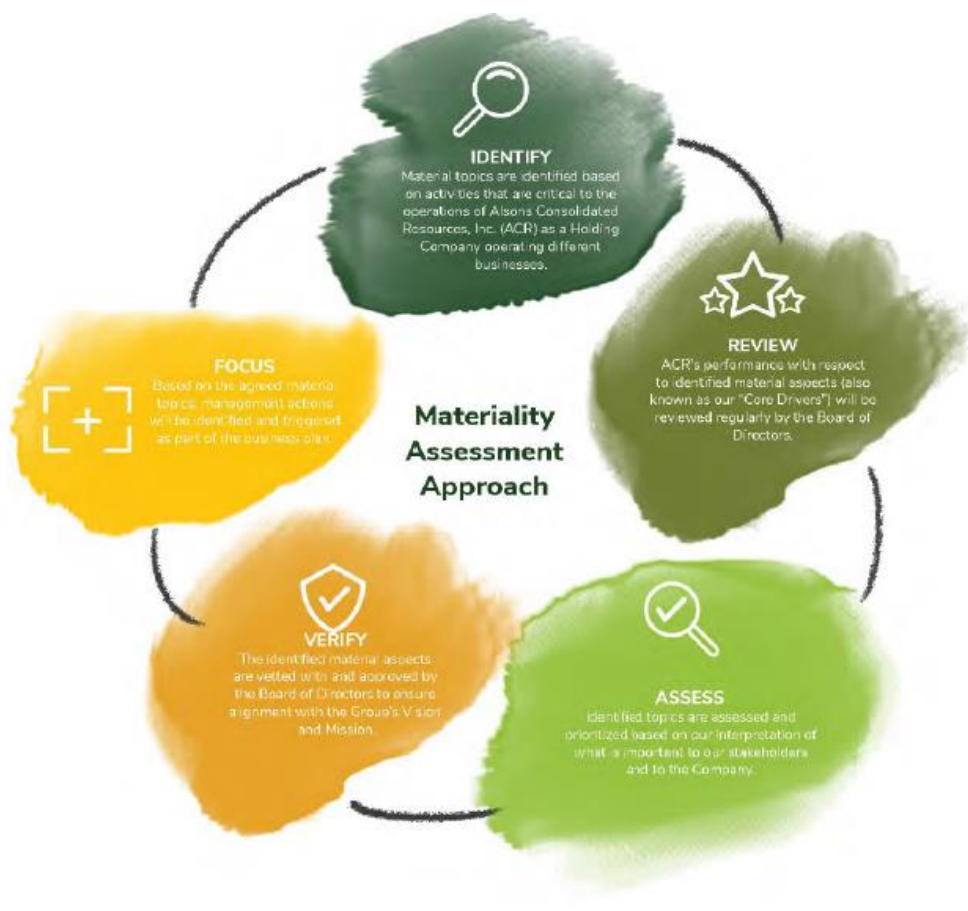 IDENTIFY
Material topics are identified based
on activities that are critical to the
operations of Alsons Consolidated
Resources, Inc. (ACR) as a Holding
Company operating different
businesses.
REVIEW
ACR's performance with respect
to identified material aspects (also
known as our "Core Drivers") will be
reviewed regularly by the Board of
Directors.
FOCUS
Based on the agreed material
topics, management actions
will be identified and triggered
as part of the business plan.
Materiality
Assessment
Approach
VERIFY
The identified material aspects
are vetted with and approved by
the Board of Directors to ensure
alignment with the Group's Vision
and Mission.
ASSESS
Identified topics are assessed and
prioritized based on our interpretation of
what is important to our stakeholders
and to the Company.